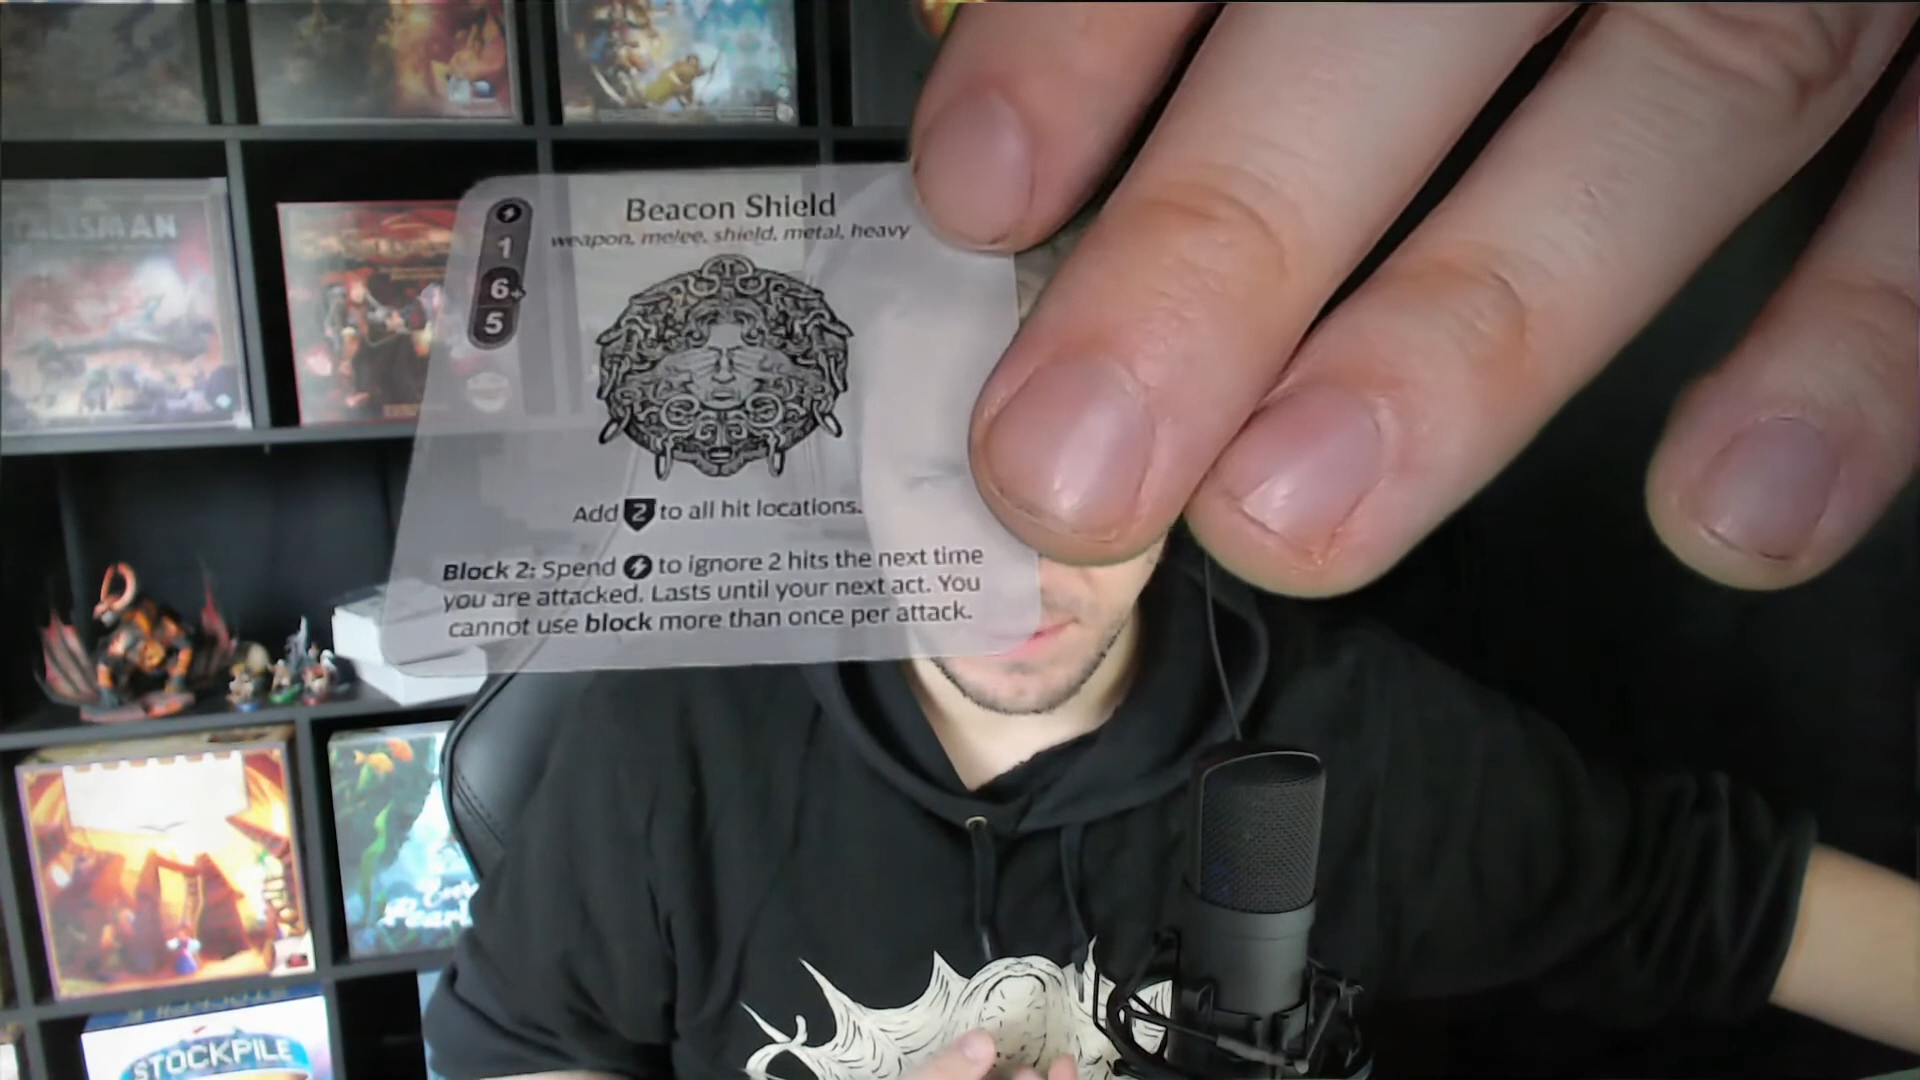 TALISMAN
Beacon Shield
weapon, melee, shield, metal, heavy
1
6+
5
Add 2 to all hit locations.
Block 2: Spend to ignore 2 hits the next time
you are attacked. Lasts until your next act. You
cannot use block more than once per attack.
STOCKPILE